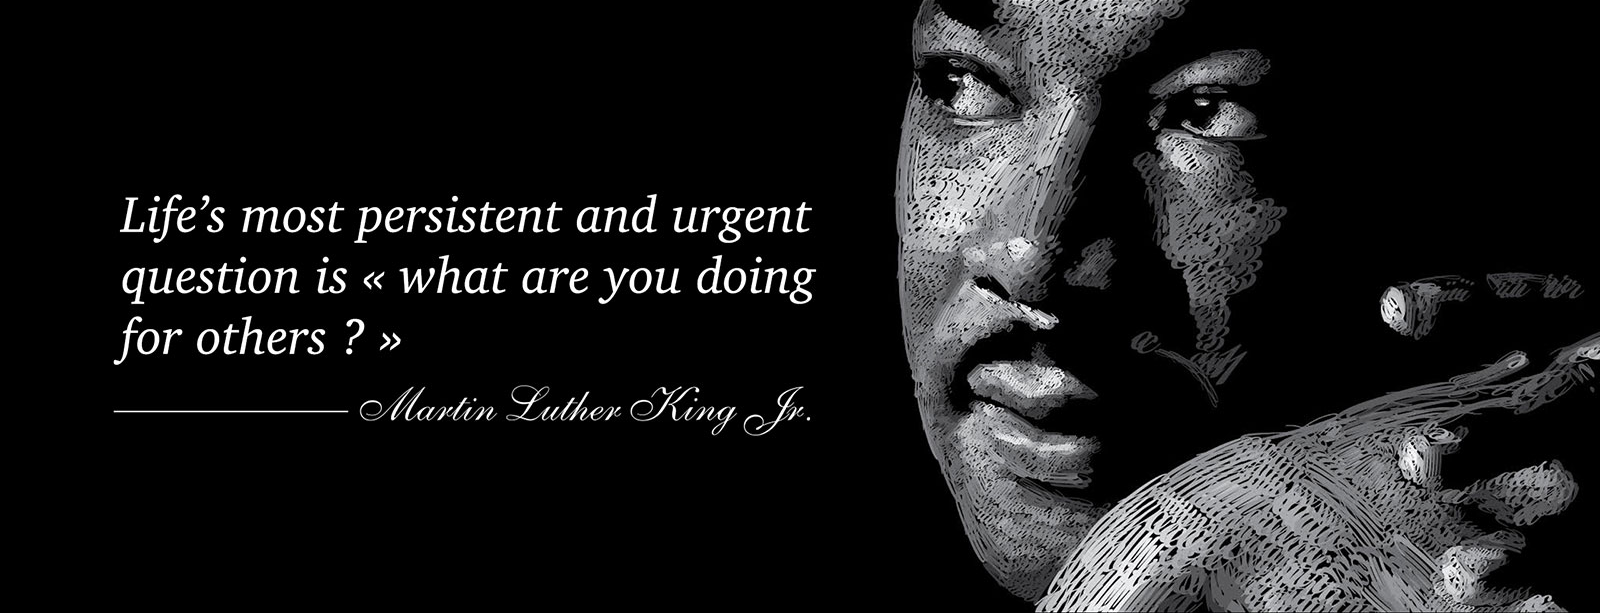 Life’s most persistent and urgent
question is « what are you doing
for others ? »
Martin Luther King Jr.